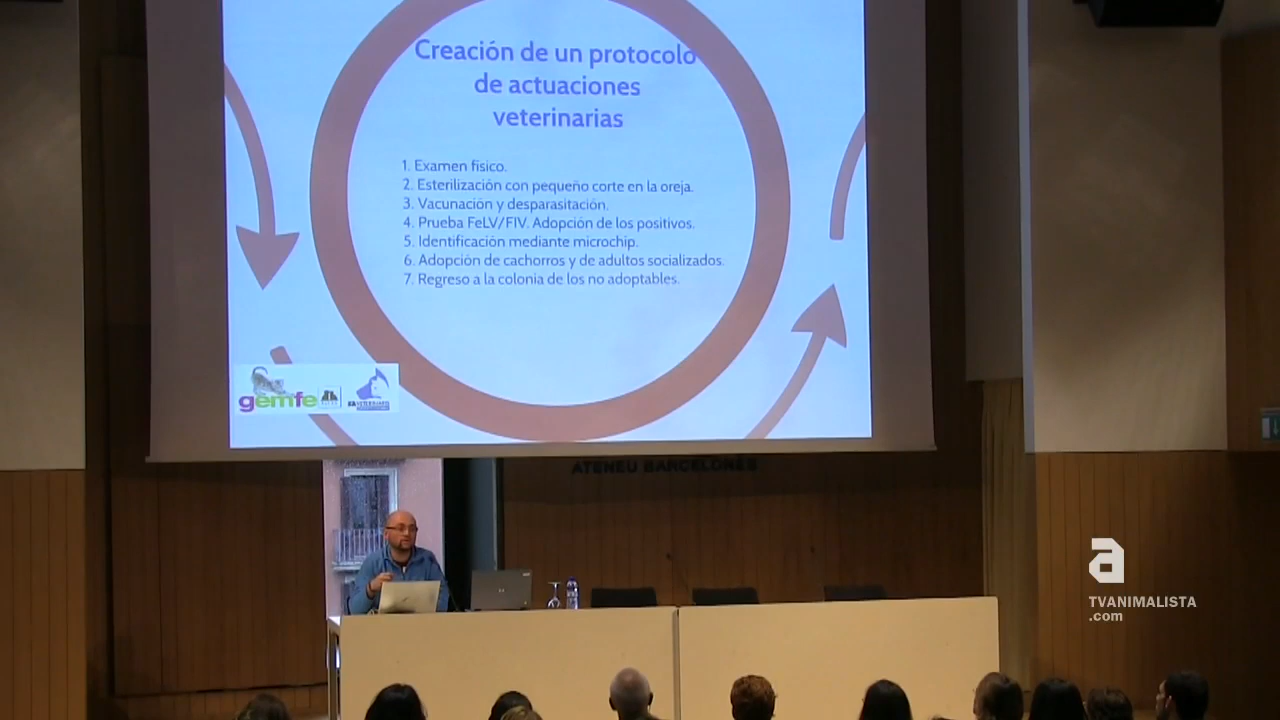 Creación de un protocolo
de actuaciones
veterinarias
1. Examen físico.
2. Esterilización con pequeño corte en la oreja.
3. Vacunación y desparasitación.
4. Prueba FeLV/FIV. Adopción de los positivos.
5. Identificación mediante microchip.
6. Adopción de cachorros y de adultos socializados.
7. Regreso a la colonia de los no adoptables.
gemfe
ATENEU BARCELONÈS
a
TVANIMALISTA
.com